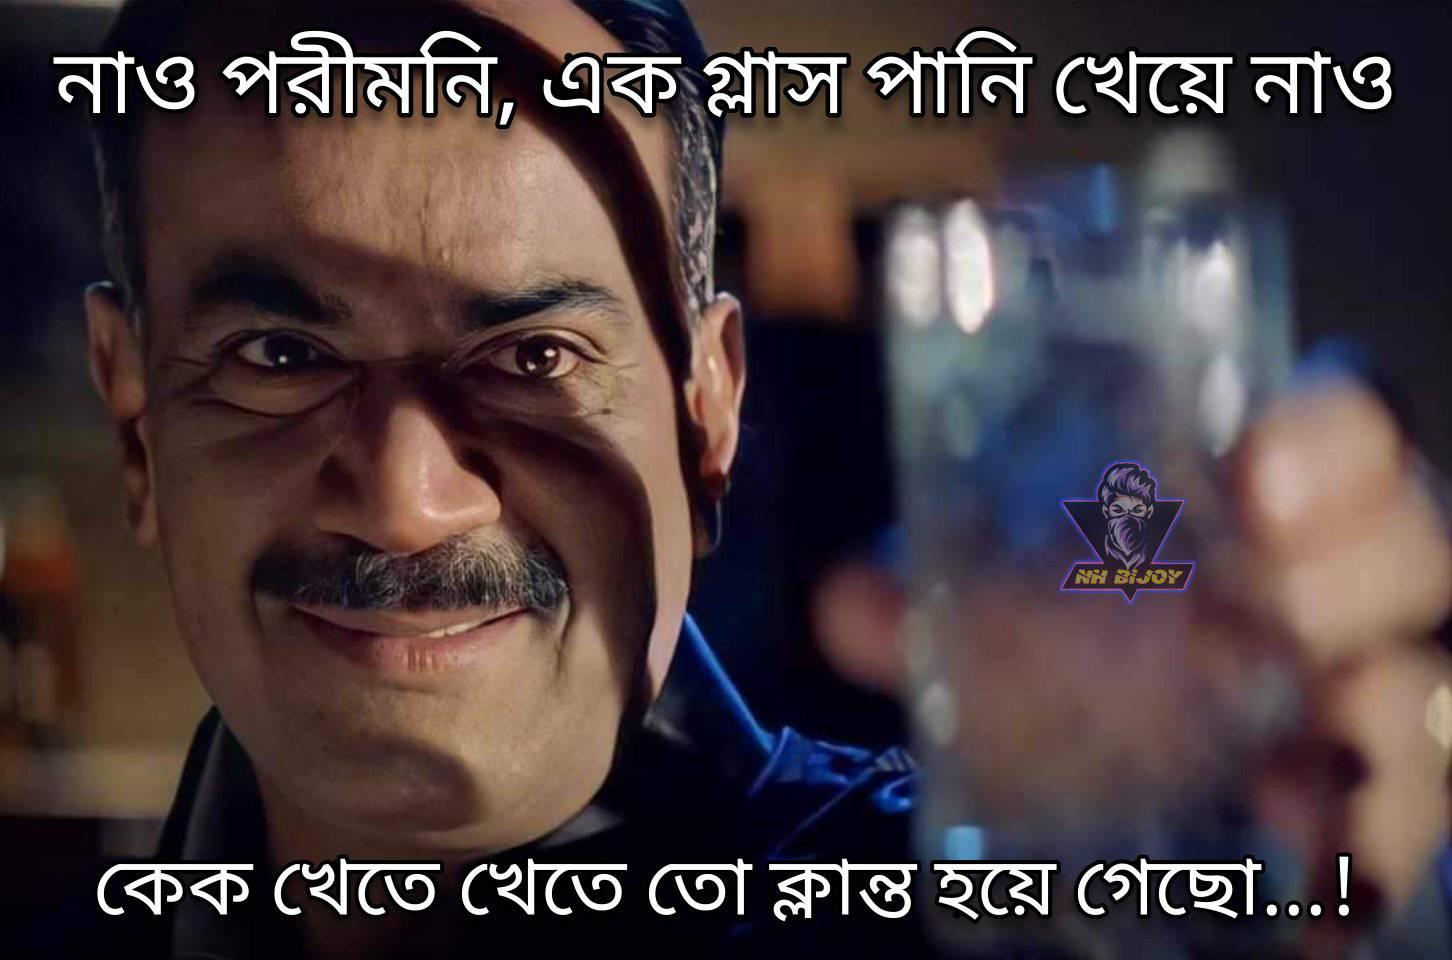 নাও পরীমনি, এক গ্লাস পানি খেয়ে নাও
NH BiJOY
কেক খেতে খেতে তো ক্লান্ত হয়ে গেছো...!